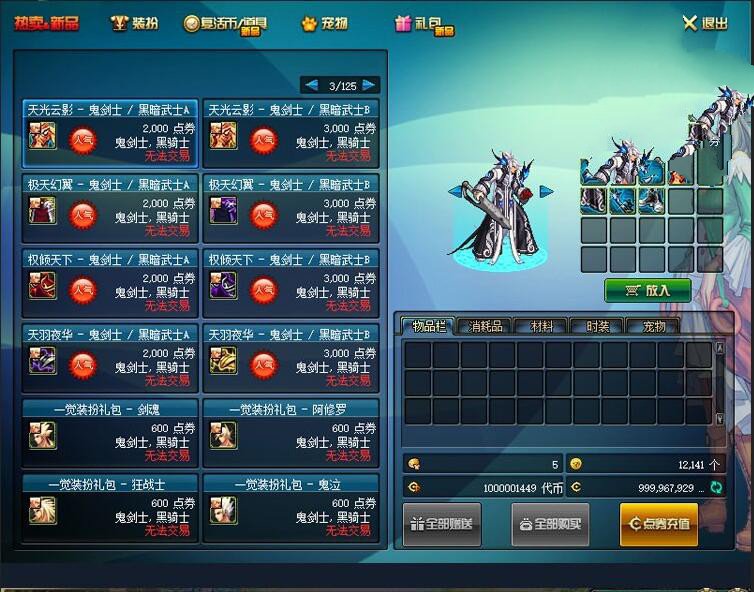 热卖&新品 装扮 复活币/道具 新品 宠物 礼包 新品 退出
3/125
天光云影 - 鬼剑士 / 黑暗武士A
人气
2,000 点券
鬼剑士, 黑骑士
无法交易
天光云影 - 鬼剑士 / 黑暗武士B
人气
3,000 点券
鬼剑士, 黑骑士
无法交易
极天幻翼 - 鬼剑士 / 黑暗武士A
人气
2,000 点券
鬼剑士, 黑骑士
无法交易
极天幻翼 - 鬼剑士 / 黑暗武士B
人气
3,000 点券
鬼剑士, 黑骑士
无法交易
权倾天下 - 鬼剑士 / 黑暗武士A
人气
2,000 点券
鬼剑士, 黑骑士
无法交易
权倾天下 - 鬼剑士 / 黑暗武士B
人气
3,000 点券
鬼剑士, 黑骑士
无法交易
天羽夜华 - 鬼剑士 / 黑暗武士A
人气
2,000 点券
鬼剑士, 黑骑士
无法交易
天羽夜华 - 鬼剑士 / 黑暗武士B
人气
3,000 点券
鬼剑士, 黑骑士
无法交易
一觉装扮礼包 - 剑魂
600 点券
鬼剑士, 黑骑士
无法交易
一觉装扮礼包 - 阿修罗
600 点券
鬼剑士, 黑骑士
无法交易
一觉装扮礼包 - 狂战士
600 点券
鬼剑士, 黑骑士
无法交易
一觉装扮礼包 - 鬼泣
600 点券
鬼剑士, 黑骑士
无法交易
放入
物品栏 消耗品 材料 时装 宠物
5
12,141 个
1000001449 代币
999,967,929 ...
全部赠送 全部购买 点券充值